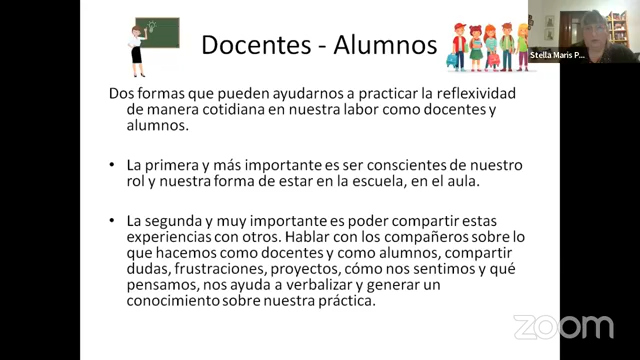 Docentes - Alumnos
Stella Maris P...
Dos formas que pueden ayudarnos a practicar la reflexividad
de manera cotidiana en nuestra labor como docentes y
alumnos.
• La primera y más importante es ser conscientes de nuestro
rol y nuestra forma de estar en la escuela, en el aula.
• La segunda y muy importante es poder compartir estas
experiencias con otros. Hablar con los compañeros sobre lo
que hacemos como docentes y como alumnos, compartir
dudas, frustraciones, proyectos, cómo nos sentimos y qué
pensamos, nos ayuda a verbalizar y generar un
conocimiento sobre nuestra práctica.
zoom